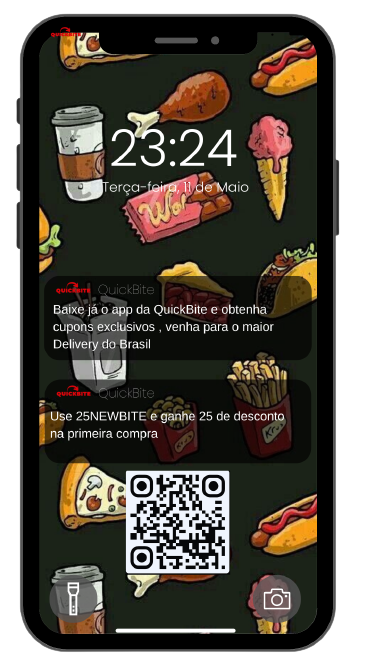 QUICKBITE
23:24
Terça-feira, 11 de Maio
Wor
QUICKBITE QuickBite
Baixe já o app da QuickBite e obtenha
cupons exclusivos , venha para o maior
Delivery do Brasil
QUICKBITE QuickBite
Use 25NEWBITE e ganhe 25 de desconto
na primeira compra